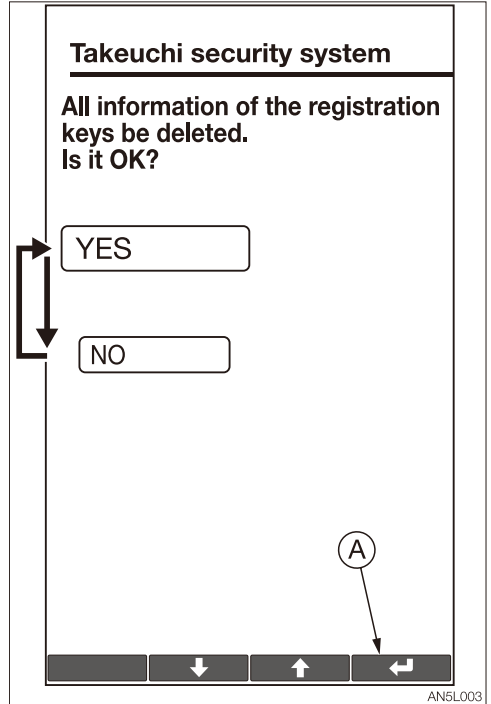 Takeuchi security system
All information of the registration
keys be deleted.
Is it OK?
YES
NO
A
AN5L003